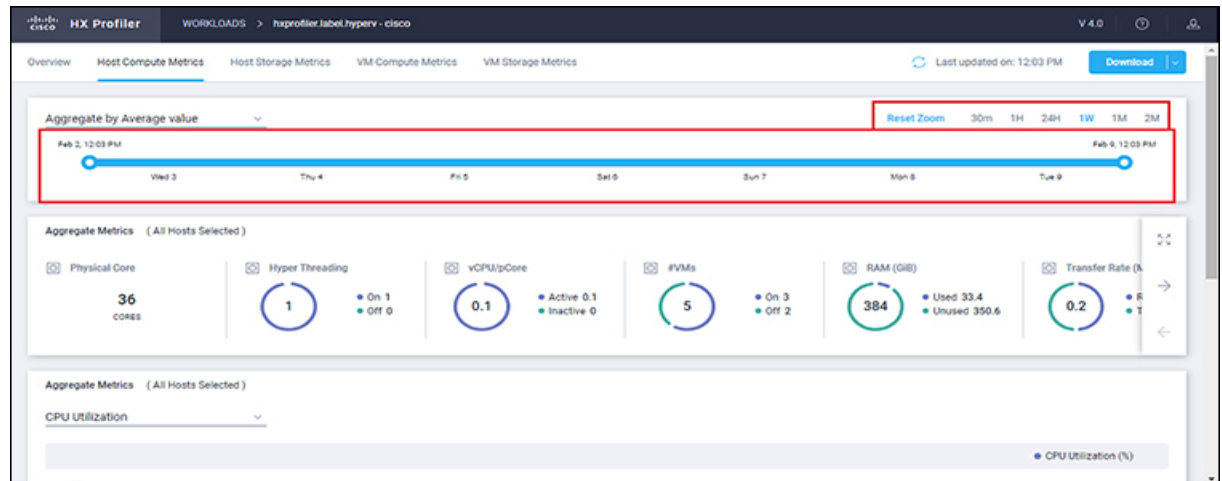 cisco HX Profiler WORKLOADS > hxprofiler.label.hyperv - cisco V 4.0
Overview Host Compute Metrics Host Storage Metrics VM Compute Metrics VM Storage Metrics Last updated on: 12:03 PM Download
Aggregate by Average value Reset Zoom 30m 1H 24H 1W 1M 2M
Feb 2, 12:03 PM Feb 9, 12:03 PM
Wed 3 Thu 4 Fri 5 Sat 6 Sun 7 Mon 8 Tue 9
Aggregate Metrics ( All Hosts Selected )
Physical Core Hyper Threading vCPU/pCore #VMs RAM (GiB) Transfer Rate (M
36 1 On 1 0.1 Active 0.1 5 On 3 384 Used 33.4 0.2
CORES Off 0 Inactive 0 Off 2 Unused 350.6 T
Aggregate Metrics ( All Hosts Selected )
CPU Utilization
CPU Utilization (%)